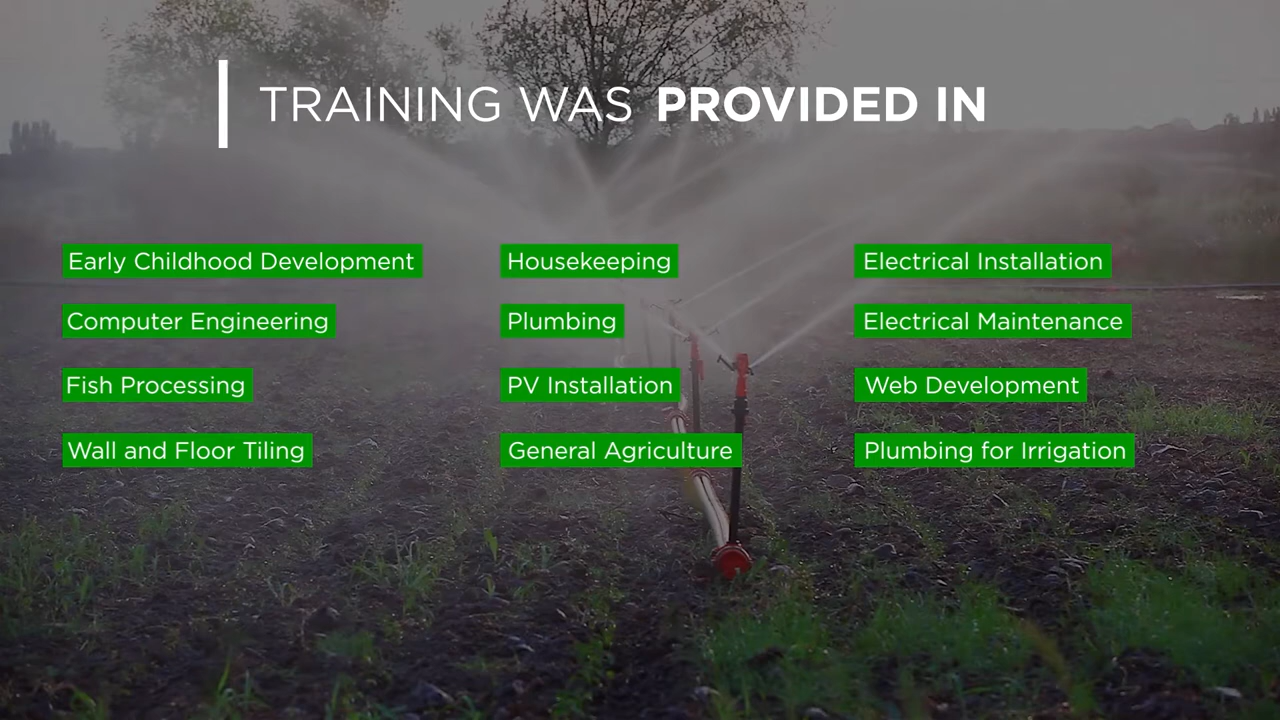 TRAINING WAS PROVIDED IN
Early Childhood Development
Computer Engineering
Fish Processing
Wall and Floor Tiling
Housekeeping
Plumbing
PV Installation
General Agriculture
Electrical Installation
Electrical Maintenance
Web Development
Plumbing for Irrigation